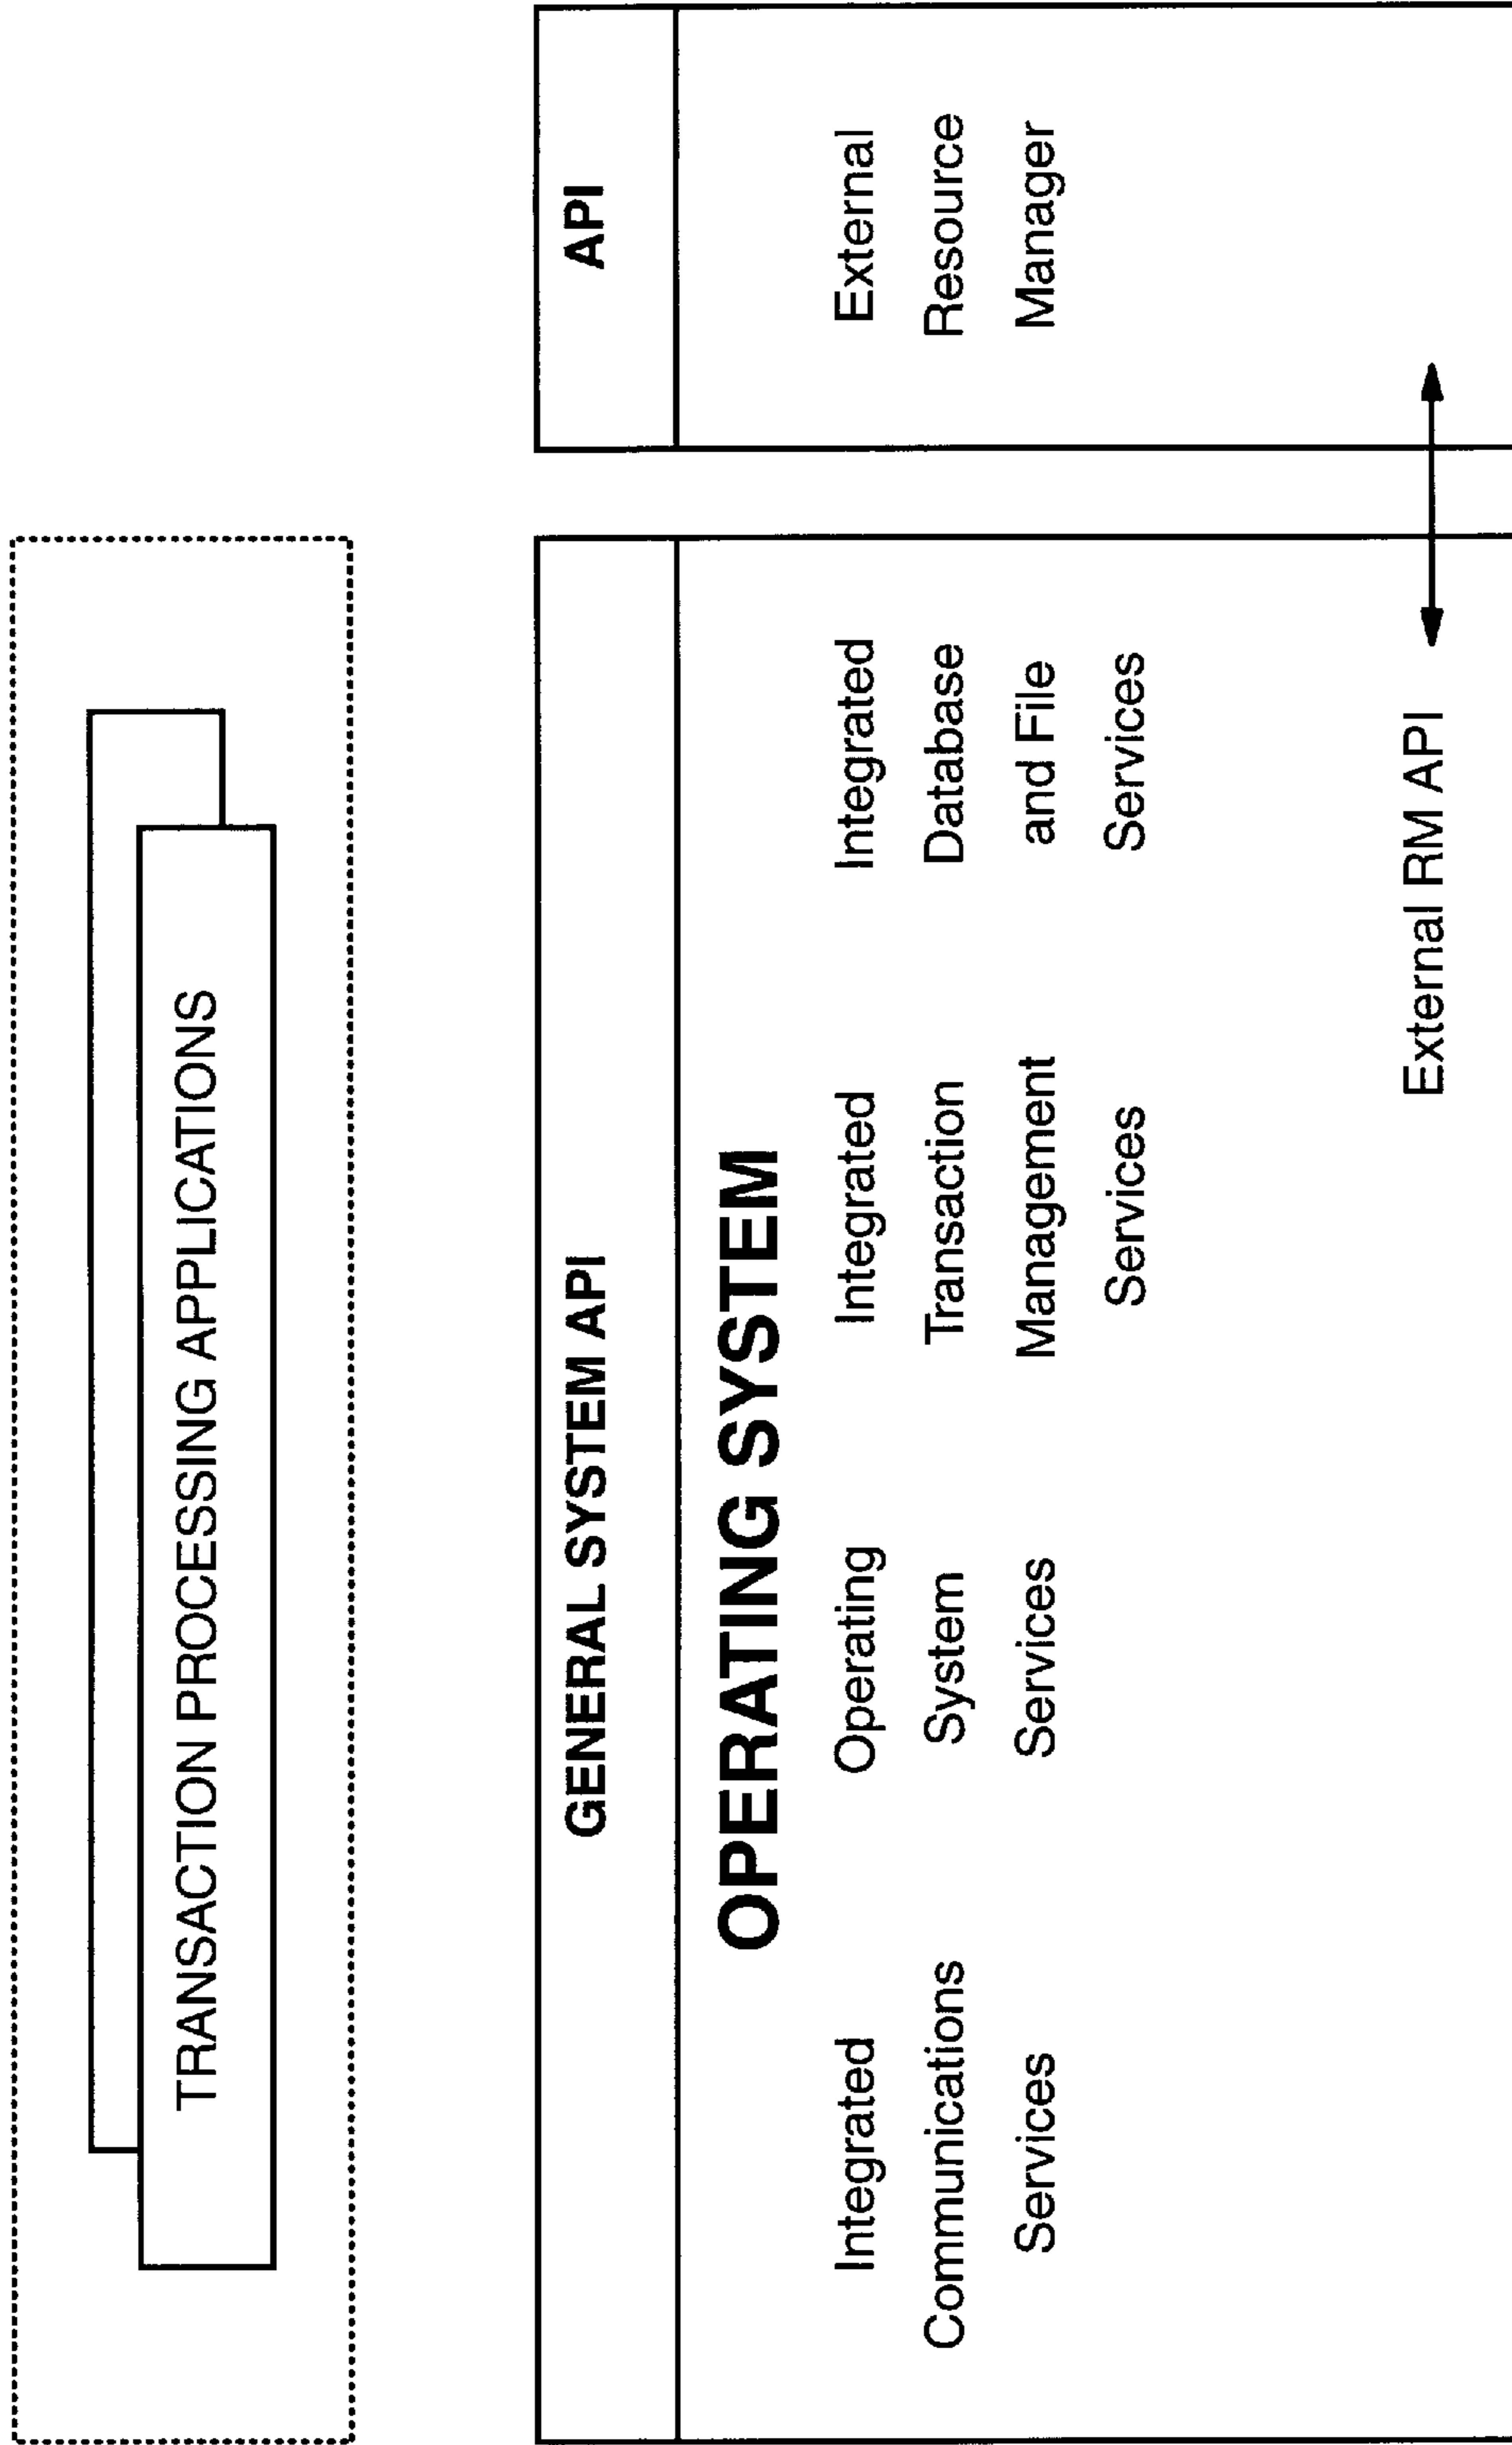 TRANSACTION PROCESSING APPLICATIONS
GENERAL SYSTEM API
OPERATING SYSTEM
Integrated
Communications
Services
Operating
System
Services
Integrated
Transaction
Management
Services
Integrated
Database
and File
Services
External RM API
API
External
Resource
Manager